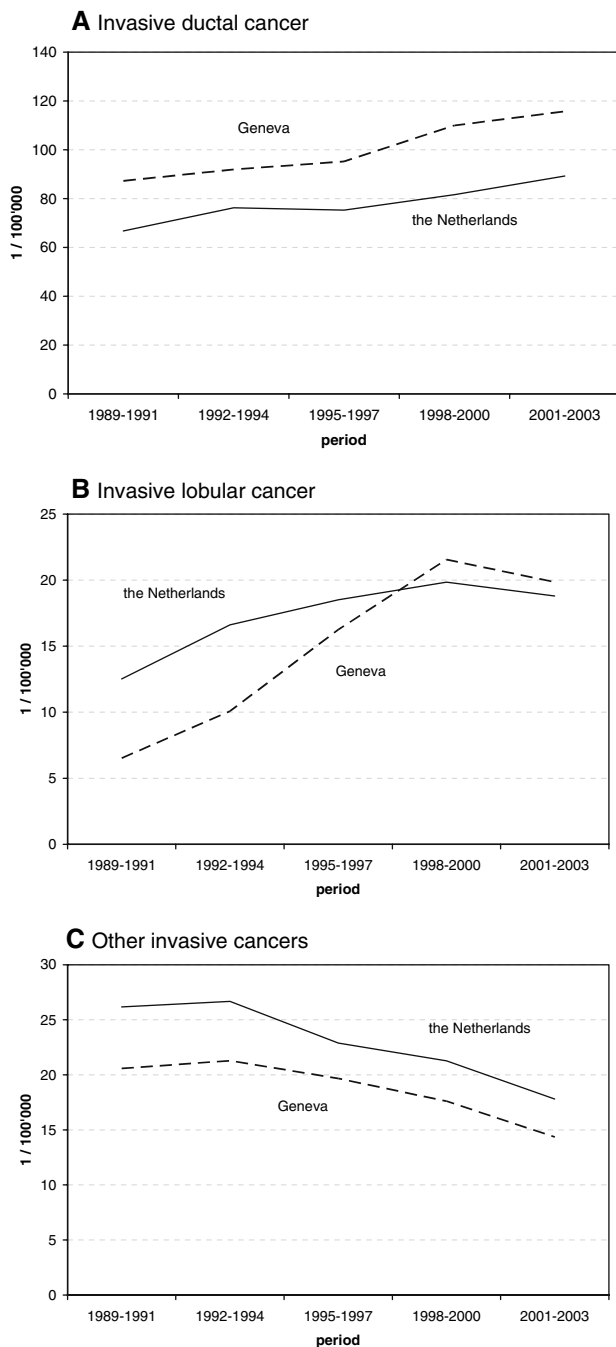 A Invasive ductal cancer
140
120
100
80
60
40
20
0
1 / 100'000
Geneva
the Netherlands
1989-1991 1992-1994 1995-1997 1998-2000 2001-2003
period
B Invasive lobular cancer
25
20
15
10
5
0
1 / 100'000
the Netherlands
Geneva
1989-1991 1992-1994 1995-1997 1998-2000 2001-2003
period
C Other invasive cancers
30
25
20
15
10
5
0
1 / 100'000
the Netherlands
Geneva
1989-1991 1992-1994 1995-1997 1998-2000 2001-2003
period